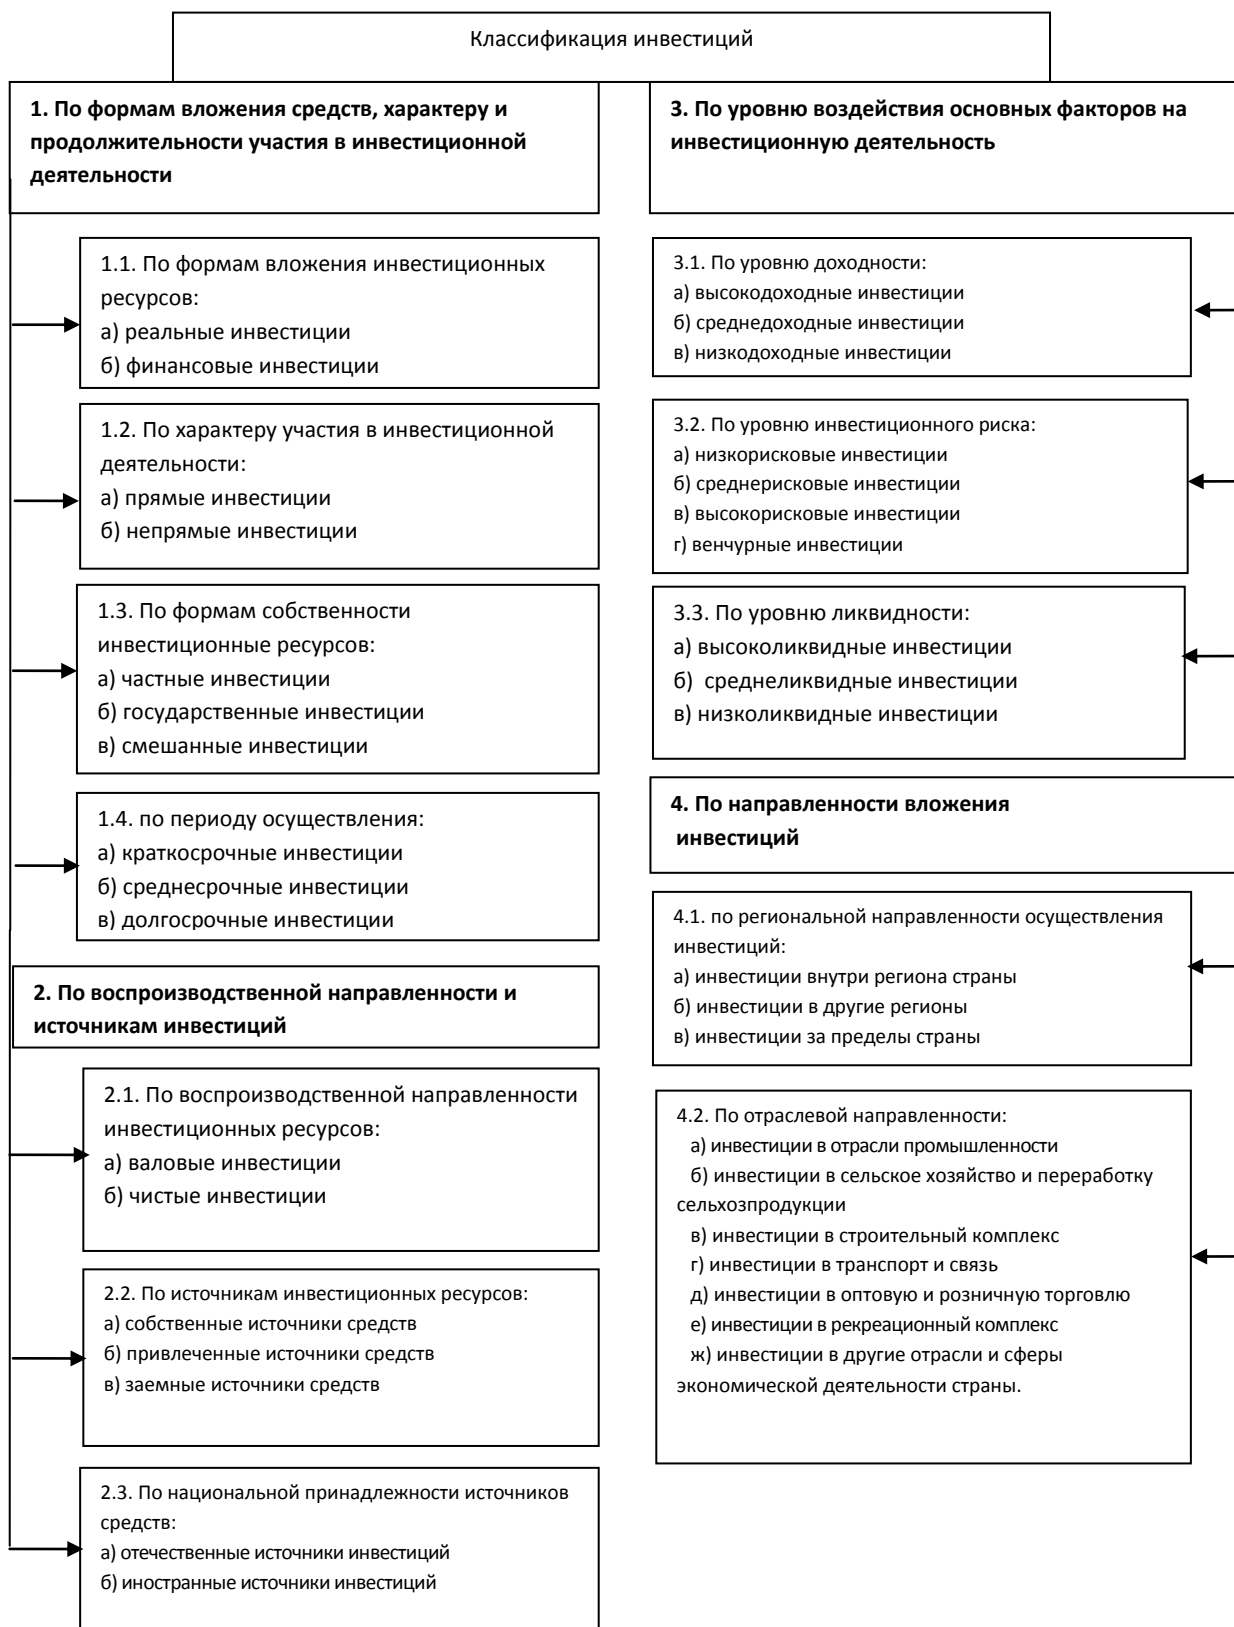 Классификация инвестиций
1. По формам вложения средств, характеру и
продолжительности участия в инвестиционной
деятельности
1.1. По формам вложения инвестиционных
ресурсов:
а) реальные инвестиции
б) финансовые инвестиции
1.2. По характеру участия в инвестиционной
деятельности:
а) прямые инвестиции
б) непрямые инвестиции
1.3. По формам собственности
инвестиционные ресурсов:
а) частные инвестиции
б) государственные инвестиции
в) смешанные инвестиции
1.4. по периоду осуществления:
а) краткосрочные инвестиции
б) среднесрочные инвестиции
в) долгосрочные инвестиции
2. По воспроизводственной направленности и
источникам инвестиций
2.1. По воспроизводственной направленности
инвестиционных ресурсов:
а) валовые инвестиции
б) чистые инвестиции
2.2. По источникам инвестиционных ресурсов:
а) собственные источники средств
б) привлеченные источники средств
в) заемные источники средств
2.3. По национальной принадлежности источников
средств:
а) отечественные источники инвестиций
б) иностранные источники инвестиций
3. По уровню воздействия основных факторов на
инвестиционную деятельность
3.1. По уровню доходности:
а) высокодоходные инвестиции
б) среднедоходные инвестиции
в) низкодоходные инвестиции
3.2. По уровню инвестиционного риска:
а) низкорисковые инвестиции
б) среднерисковые инвестиции
в) высокорисковые инвестиции
г) венчурные инвестиции
3.3. По уровню ликвидности:
а) высоколиквидные инвестиции
б) среднеликвидные инвестиции
в) низколиквидные инвестиции
4. По направленности вложения
инвестиций
4.1. по региональной направленности осуществления
инвестиций:
а) инвестиции внутри региона страны
б) инвестиции в другие регионы
в) инвестиции за пределы страны
4.2. По отраслевой направленности:
а) инвестиции в отрасли промышленности
б) инвестиции в сельское хозяйство и переработку
сельхозпродукции
в) инвестиции в строительный комплекс
г) инвестиции в транспорт и связь
д) инвестиции в оптовую и розничную торговлю
е) инвестиции в рекреационный комплекс
ж) инвестиции в другие отрасли и сферы
экономической деятельности страны.